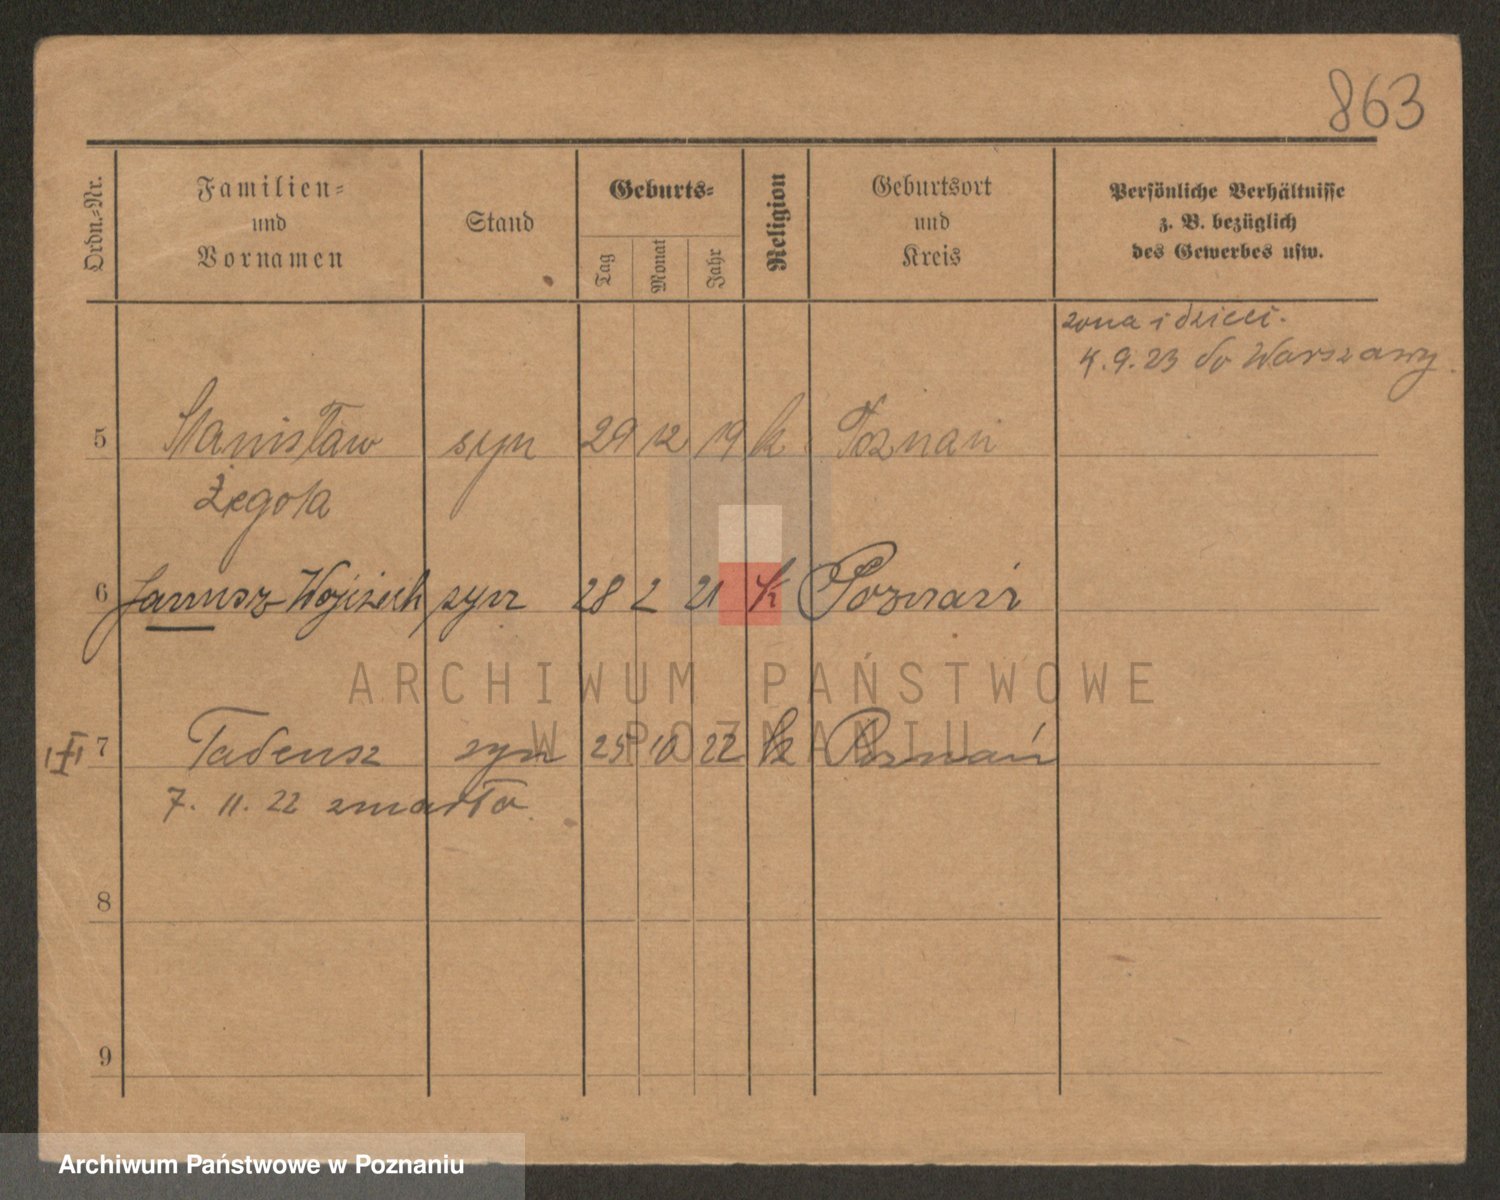 863
Ordn.-Nr.
Familien-
und
Vornamen
Stand
Geburts-
Tag
Monat
Jahr
Religion
Geburtsort
und
Kreis
Persönliche Verhältnisse
z. B. bezüglich
des Gewerbes usw.
żona i dzieci.
4.9.23 do Warszawy.
5 Stanisław syn 29 12 19 k. Poznań
Żegota
6 Janusz Wojciech syn 28 2 21 k Poznań
7 Tadeusz syn 25 10 22 k Poznań
7. 11. 22 zmarło.
8
9
ARCHIWUM PAŃSTWOWE
W POZNANIU
Archiwum Państwowe w Poznaniu